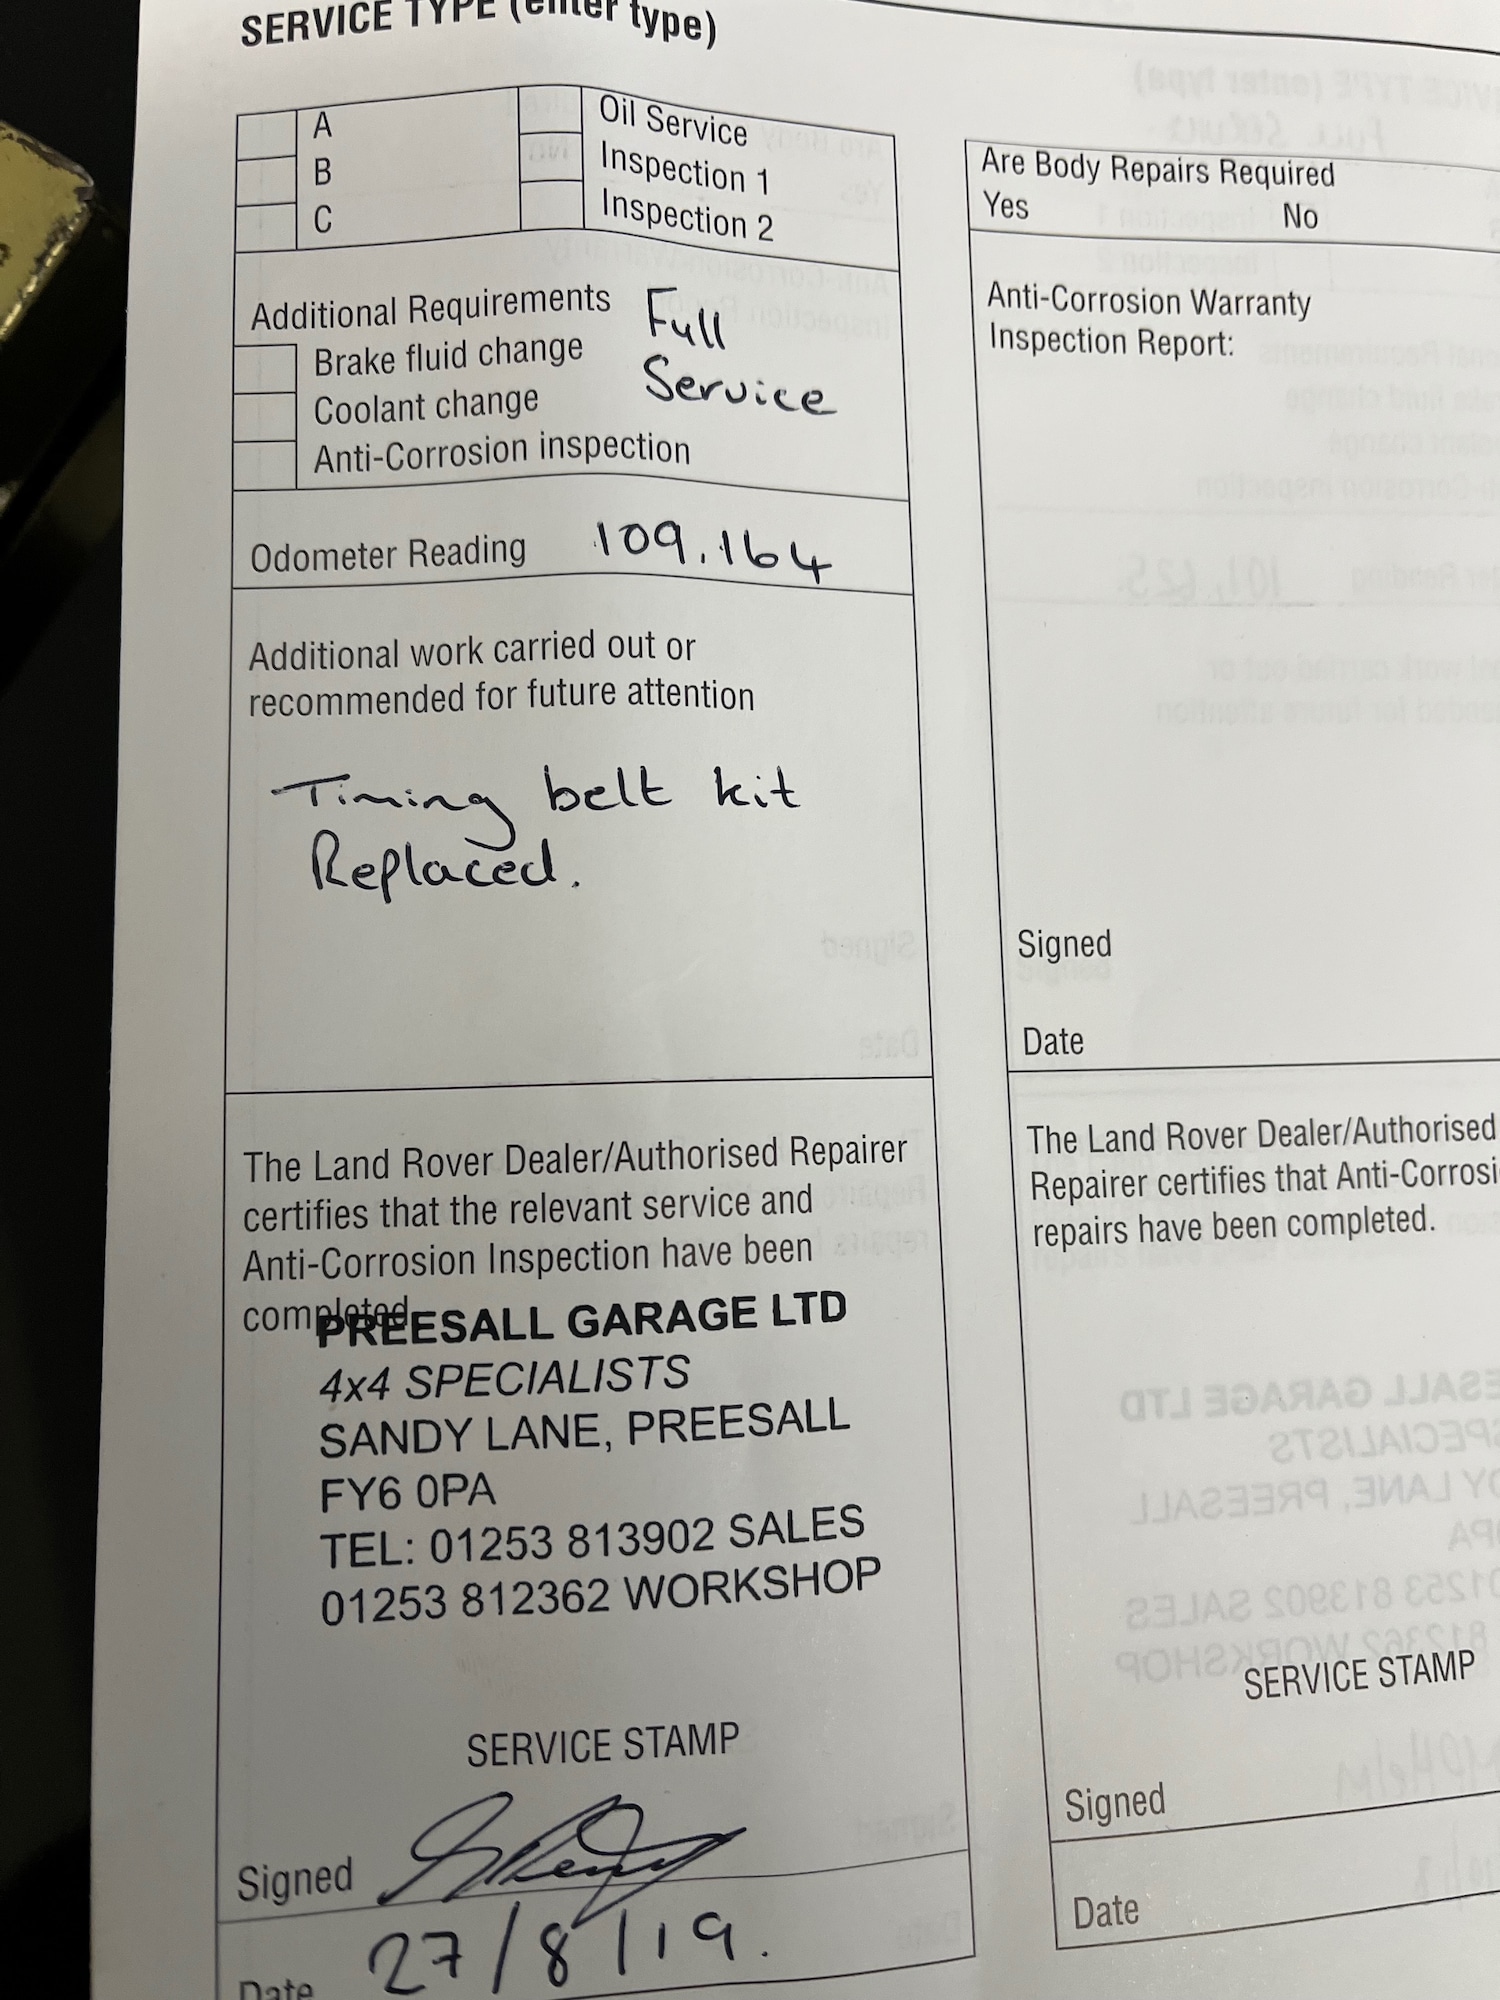 SERVICE TYPE (enter type)
A
B
C
Oil Service
Inspection 1
Inspection 2
Additional Requirements
Full
Service
Brake fluid change
Coolant change
Anti-Corrosion inspection
Odometer Reading 109,164
Additional work carried out or
recommended for future attention
Timing belt kit
Replaced.
The Land Rover Dealer/Authorised Repairer
certifies that the relevant service and
Anti-Corrosion Inspection have been
completed
PREESALL GARAGE LTD
4x4 SPECIALISTS
SANDY LANE, PREESALL
FY6 0PA
TEL: 01253 813902 SALES
01253 812362 WORKSHOP
SERVICE STAMP
Signed
Date 27/8/19.
Are Body Repairs Required
Yes No
Anti-Corrosion Warranty
Inspection Report:
Signed
Date
The Land Rover Dealer/Authorised
Repairer certifies that Anti-Corrosi
repairs have been completed.
SERVICE STAMP
Signed
Date